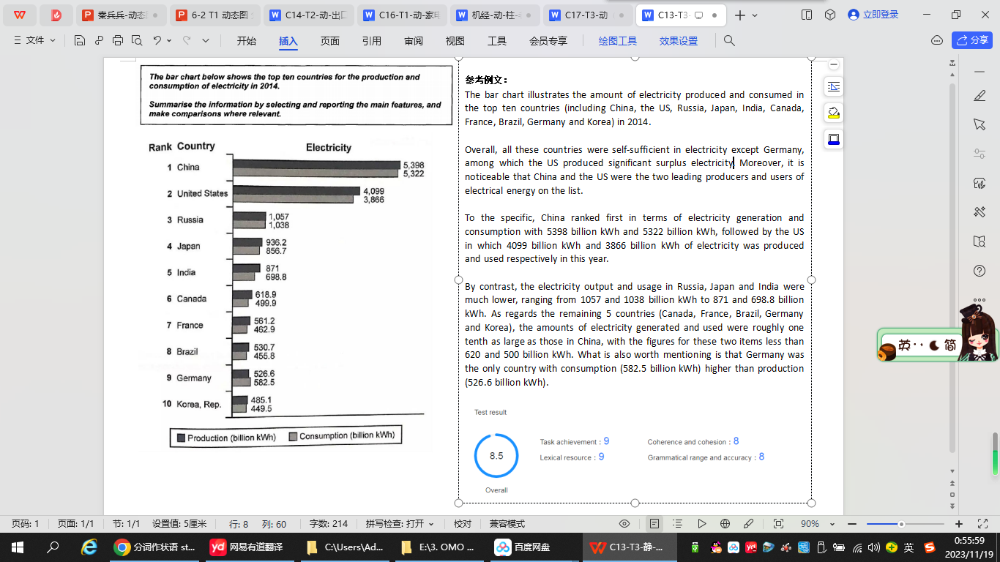 秦兵兵-动态图
6-2 T1 动态图
C14-T2-动-出口
C16-T1-动-家用
机经-动-柱-
C17-T3-动
C13-T3-
立即登录
文件
开始
插入
页面
引用
审阅
视图
工具
会员专享
绘图工具
效果设置
分享
The bar chart below shows the top ten countries for the production and
consumption of electricity in 2014.
Summarise the information by selecting and reporting the main features, and
make comparisons where relevant.
Rank Country Electricity
1 China 5,398
5,322
2 United States 4,099
3,866
3 Russia 1,057
1,038
4 Japan 936.2
856.7
5 India 871
698.8
6 Canada 618.9
499.9
7 France 561.2
462.9
8 Brazil 530.7
455.8
9 Germany 526.6
582.5
10 Korea, Rep. 485.1
449.5
Production (billion kWh) Consumption (billion kWh)
参考例文：
The bar chart illustrates the amount of electricity produced and consumed in
the top ten countries (including China, the US, Russia, Japan, India, Canada,
France, Brazil, Germany and Korea) in 2014.
Overall, all these countries were self-sufficient in electricity except Germany,
among which the US produced significant surplus electricity. Moreover, it is
noticeable that China and the US were the two leading producers and users of
electrical energy on the list.
To the specific, China ranked first in terms of electricity generation and
consumption with 5398 billion kWh and 5322 billion kWh, followed by the US
in which 4099 billion kWh and 3866 billion kWh of electricity was produced
and used respectively in this year.
By contrast, the electricity output and usage in Russia, Japan and India were
much lower, ranging from 1057 and 1038 billion kWh to 871 and 698.8 billion
kWh. As regards the remaining 5 countries (Canada, France, Brazil, Germany
and Korea), the amounts of electricity generated and used were roughly one
tenth as large as those in China, with the figures for these two items less than
620 and 500 billion kWh. What is also worth mentioning is that Germany was
the only country with consumption (582.5 billion kWh) higher than production
(526.6 billion kWh).
Test result
8.5
Overall
Task achievement：9 Coherence and cohesion：8
Lexical resource：9 Grammatical range and accuracy：8
英 简
页码: 1
页面: 1/1
节: 1/1
设置值: 5厘米
行: 8
列: 60
字数: 214
拼写检查: 打开
校对
兼容模式
90%
分词作状语 st...
网易有道翻译
C:\Users\Ad...
E:\3. OMO ...
百度网盘
C13-T3-静-...
英
0:55:59
2023/11/19